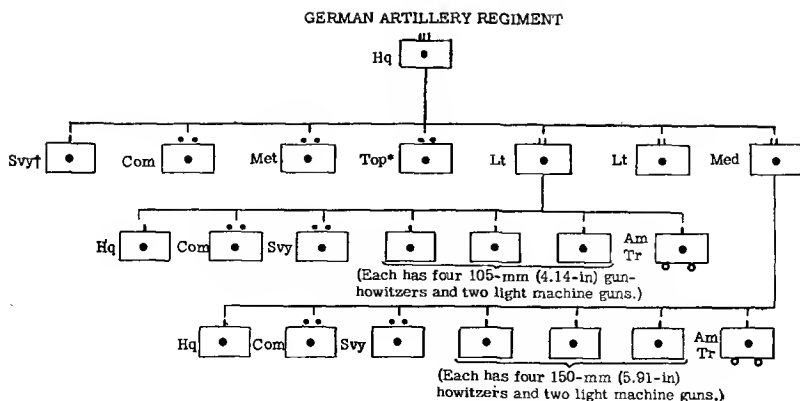 GERMAN ARTILLERY REGIMENT
Hq
Svy† Com Met Top* Lt Lt Med
Hq Com Svy Am
Tr
(Each has four 105-mm (4.14-in) gun-
howitzers and two light machine guns.)
Hq Com Svy Am
Tr
(Each has four 150-mm (5.91-in)
howitzers and two light machine guns.)